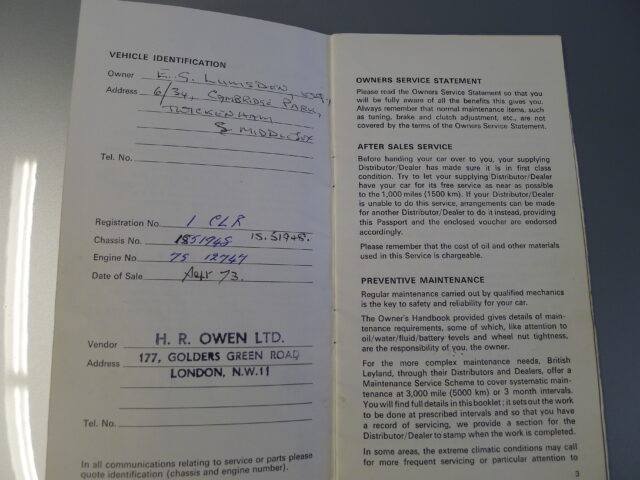 VEHICLE IDENTIFICATION
Owner E. S. LUMSDEN,
Address 6/34, CAMBRIDGE PARK,
TWICKENHAM
MIDDLESEX
Tel. No.
Registration No. 1 CLR
Chassis No. 1S51948 1S.51948.
Engine No. 7S 12747
Date of Sale 73.
Vendor H. R. OWEN LTD.
Address 177, GOLDERS GREEN ROAD
LONDON, N.W.11
Tel. No.
In all communications relating to service or parts please
quote identification (chassis and engine number).
OWNERS SERVICE STATEMENT
Please read the Owners Service Statement so that you
will be fully aware of all the benefits this gives you.
Always remember that normal maintenance items, such
as tuning, brake and clutch adjustment, etc., are not
covered by the terms of the Owners Service Statement.
AFTER SALES SERVICE
Before handing your car over to you, your supplying
Distributor/Dealer has made sure it is in first class
condition. Try to let your supplying Distributor/Dealer
have your car for its free service as near as possible
to the 1,000 miles (1500 km). If your Distributor/Dealer
is unable to do this service, arrangements can be made
for another Distributor/Dealer to do it instead, providing
this Passport and the enclosed voucher are endorsed
accordingly.
Please remember that the cost of oil and other materials
used in this Service is chargeable.
PREVENTIVE MAINTENANCE
Regular maintenance carried out by qualified mechanics
is the key to safety and reliability for your car.
The Owner's Handbook provided gives details of main-
tenance requirements, some of which, like attention to
oil/water/fluid/battery levels and wheel nut tightness,
are the responsibility of you, the owner.
For the more complex maintenance needs, British
Leyland, through their Distributors and Dealers, offer a
Maintenance Service Scheme to cover systematic main-
tenance at 3,000 mile (5000 km) or 3 month intervals.
You will find full details in this booklet; it sets out the work
to be done at prescribed intervals and so that you have
a record of servicing, we provide a section for the
Distributor/Dealer to stamp when the work is completed.
In some areas, the extreme climatic conditions may call
for more frequent servicing or particular attention to
3